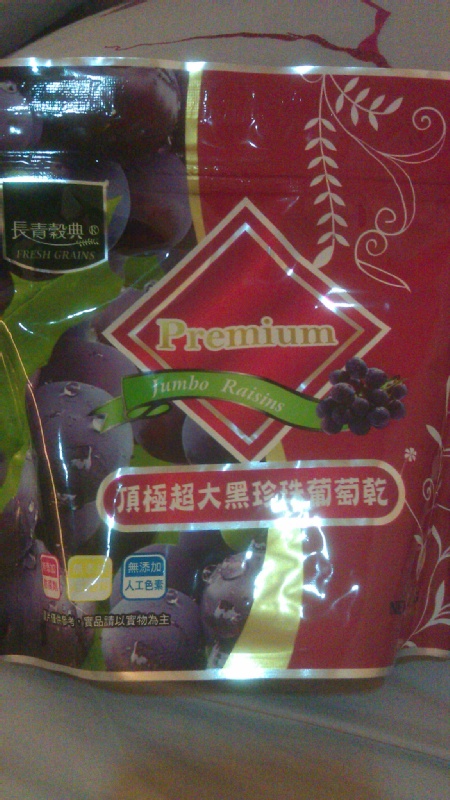 長青穀典®
FRESH GRAINS
Premium
Jumbo Raisins
頂極超大黑珍珠葡萄乾
無添加
人工色素
實品請以實物為主